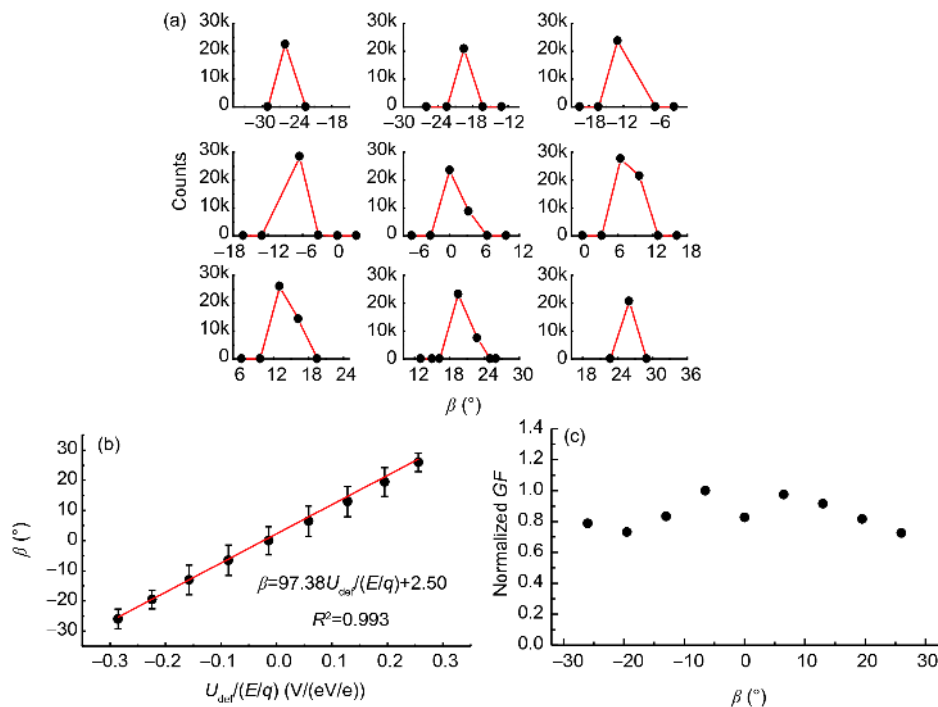 (a)
30k
20k
10k
0
−30 −24 −18
30k
20k
10k
0
−30 −24 −18 −12
30k
20k
10k
0
−18 −12 −6
Counts
30k
20k
10k
0
−18 −12 −6 0
30k
20k
10k
0
−6 0 6 12
30k
20k
10k
0
0 6 12 18
30k
20k
10k
0
6 12 18 24
30k
20k
10k
0
12 18 24 30
30k
20k
10k
0
18 24 30 36
β (°)
(b)
30
20
10
0
−10
−20
−30
β (°)
β=97.38U_def/(E/q)+2.50
R²=0.993
−0.3 −0.2 −0.1 0.0 0.1 0.2 0.3
U_def/(E/q) (V/(eV/e))
(c)
1.4
1.2
1.0
0.8
0.6
0.4
0.2
0.0
Normalized GF
−30 −20 −10 0 10 20 30
β (°)